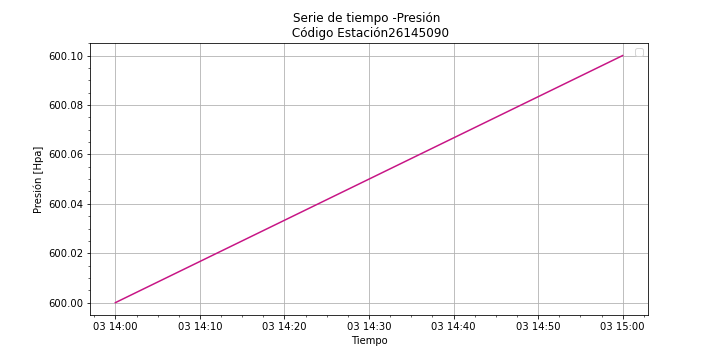 Serie de tiempo -Presión
Código Estación26145090
Presión [Hpa]
600.10
600.08
600.06
600.04
600.02
600.00
03 14:00 03 14:10 03 14:20 03 14:30 03 14:40 03 14:50 03 15:00
Tiempo